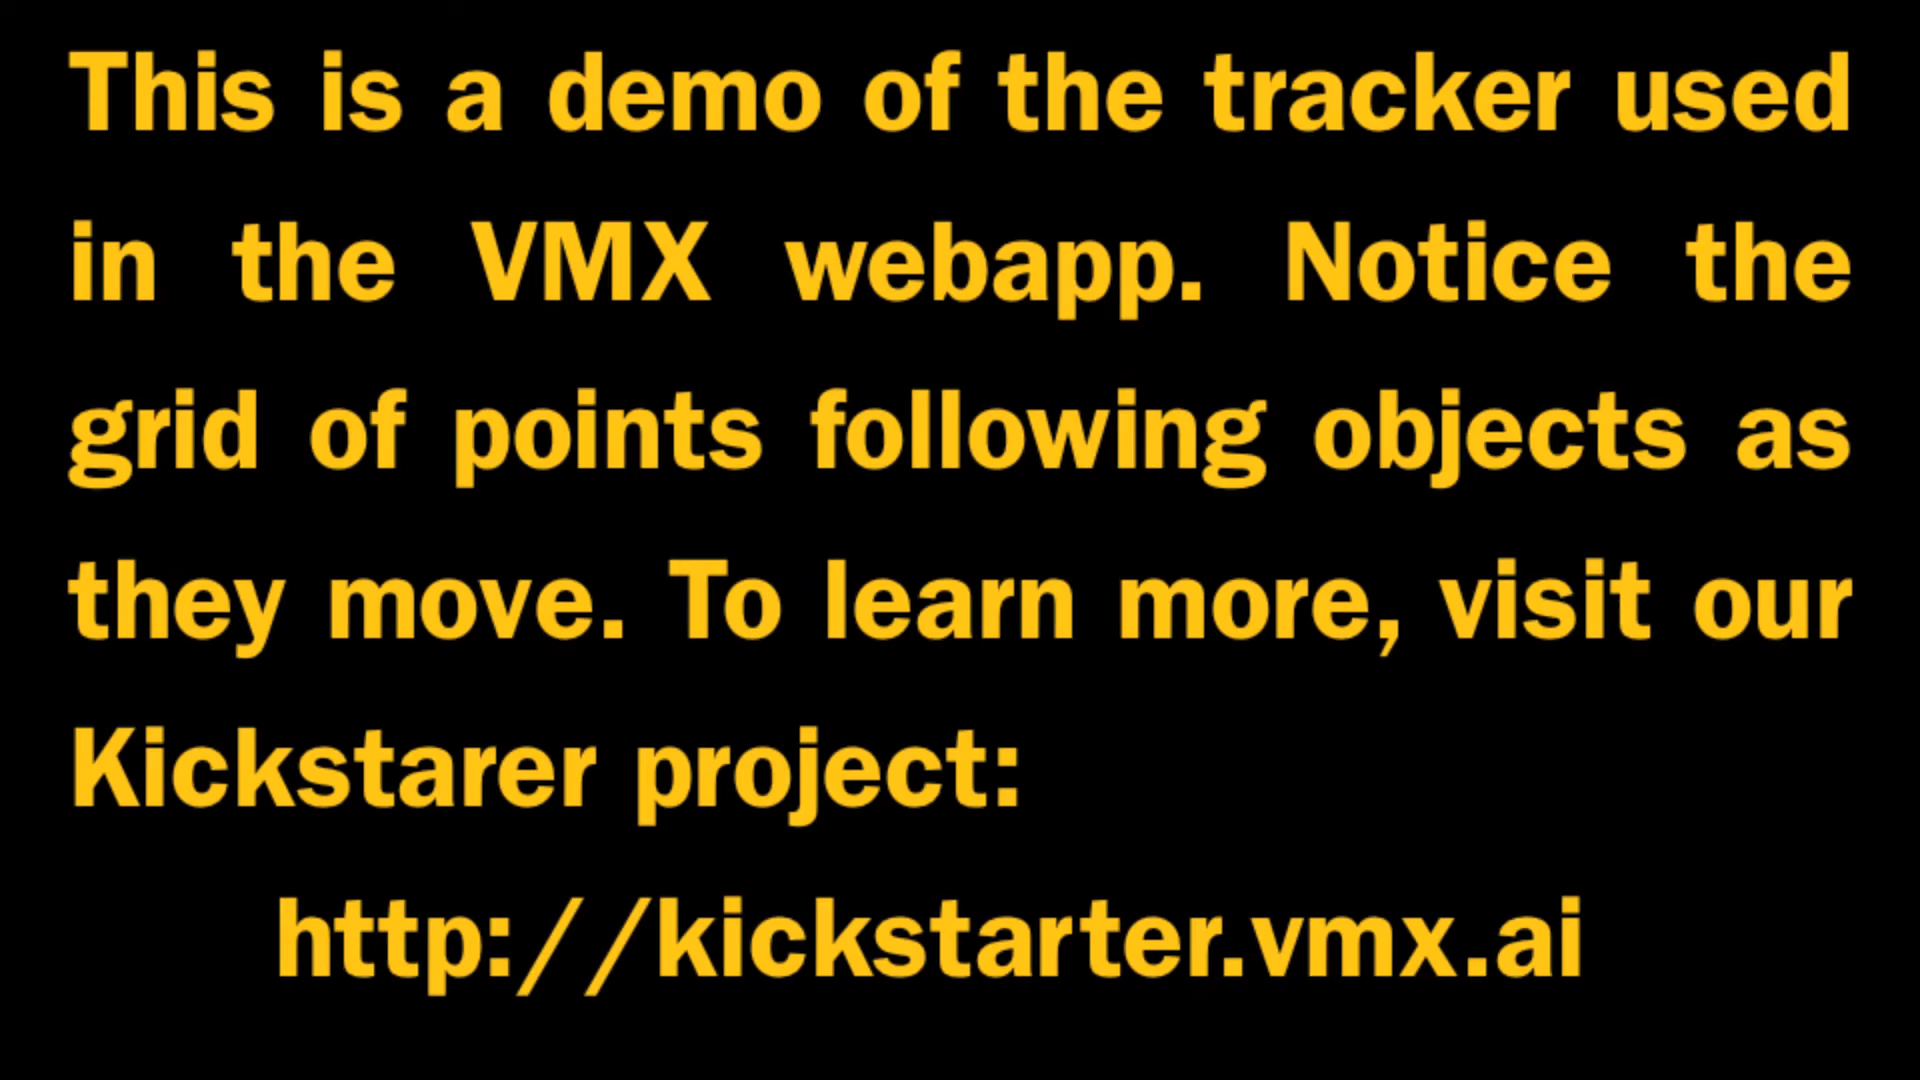 This is a demo of the tracker used
in the VMX webapp. Notice the
grid of points following objects as
they move. To learn more, visit our
Kickstarer project:
http://kickstarter.vmx.ai